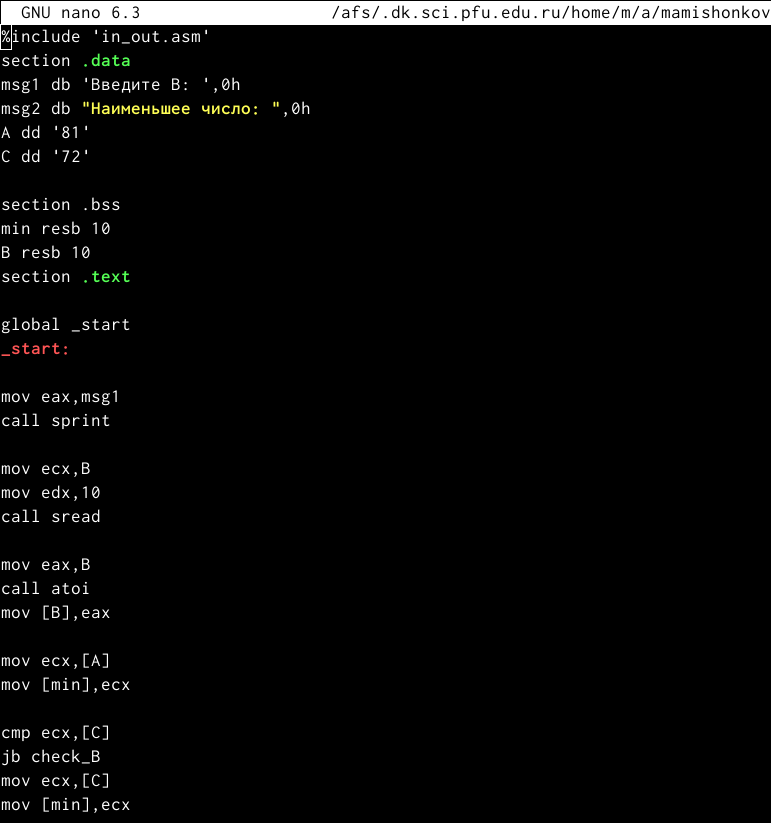 GNU nano 6.3 /afs/.dk.sci.pfu.edu.ru/home/m/a/mamishonkov
%include 'in_out.asm'
section .data
msg1 db 'Введите B: ',0h
msg2 db "Наименьшее число: ",0h
A dd '81'
C dd '72'
section .bss
min resb 10
B resb 10
section .text
global _start
_start:
mov eax,msg1
call sprint
mov ecx,B
mov edx,10
call sread
mov eax,B
call atoi
mov [B],eax
mov ecx,[A]
mov [min],ecx
cmp ecx,[C]
jb check_B
mov ecx,[C]
mov [min],ecx